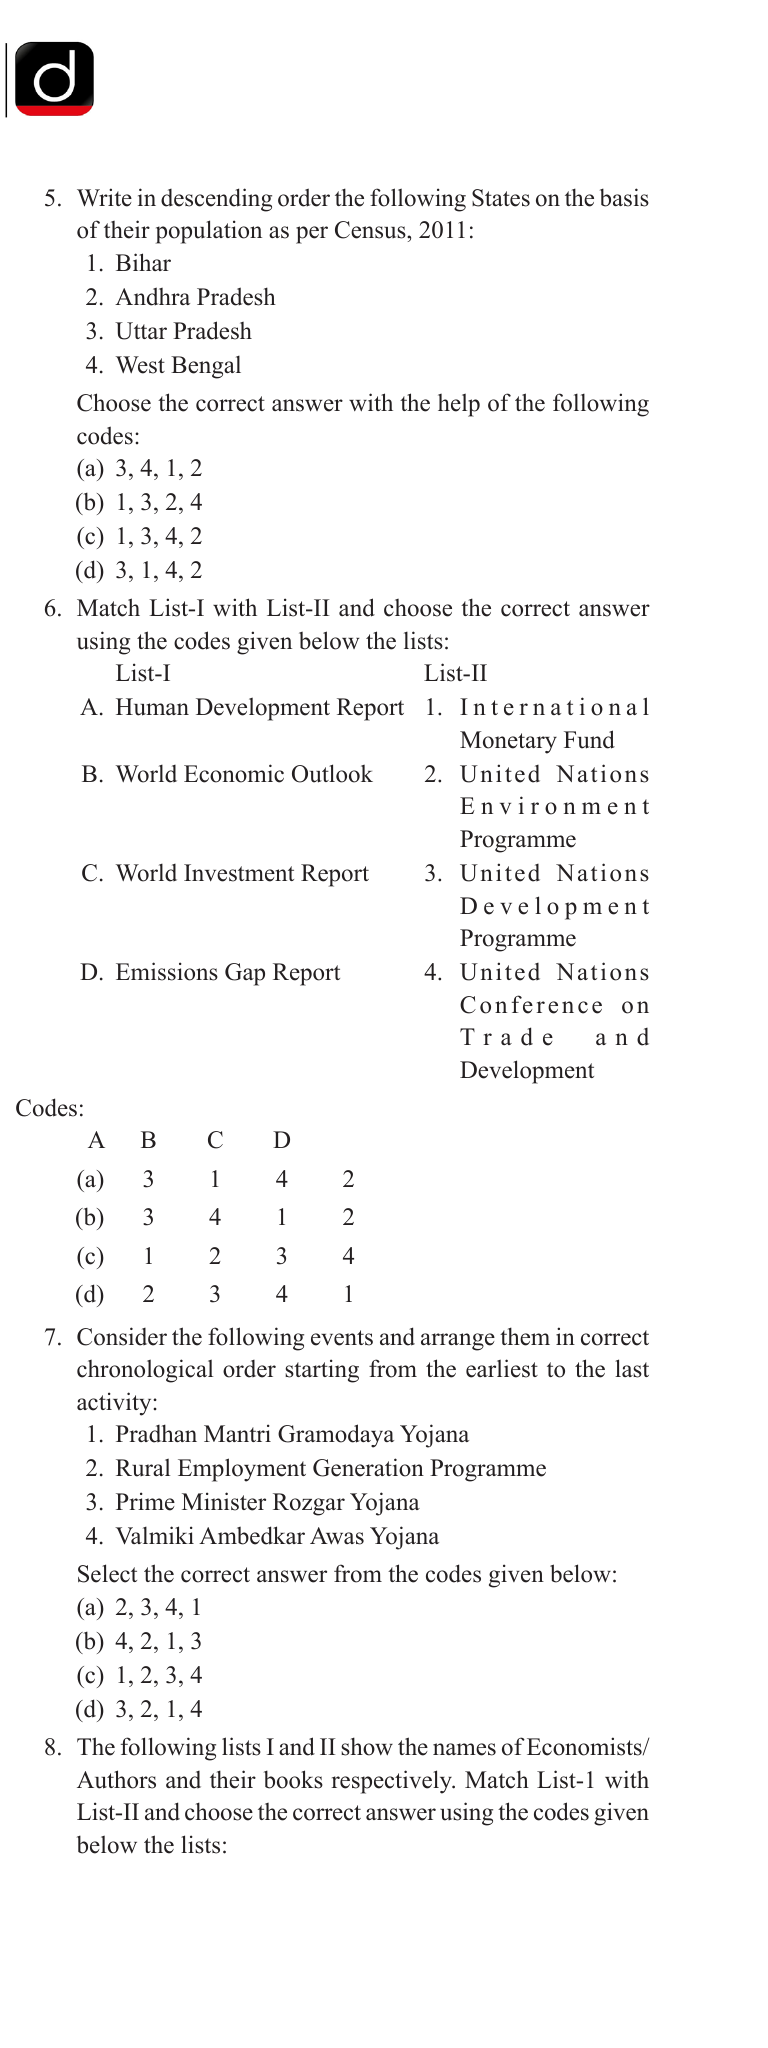 d
5. Write in descending order the following States on the basis
of their population as per Census, 2011:
1. Bihar
2. Andhra Pradesh
3. Uttar Pradesh
4. West Bengal
Choose the correct answer with the help of the following
codes:
(a) 3, 4, 1, 2
(b) 1, 3, 2, 4
(c) 1, 3, 4, 2
(d) 3, 1, 4, 2
6. Match List-I with List-II and choose the correct answer
using the codes given below the lists:
List-I List-II
A. Human Development Report 1. International
Monetary Fund
B. World Economic Outlook 2. United Nations
Environment
Programme
C. World Investment Report 3. United Nations
Development
Programme
D. Emissions Gap Report 4. United Nations
Conference on
Trade and
Development
Codes:
A B C D
(a) 3 1 4 2
(b) 3 4 1 2
(c) 1 2 3 4
(d) 2 3 4 1
7. Consider the following events and arrange them in correct
chronological order starting from the earliest to the last
activity:
1. Pradhan Mantri Gramodaya Yojana
2. Rural Employment Generation Programme
3. Prime Minister Rozgar Yojana
4. Valmiki Ambedkar Awas Yojana
Select the correct answer from the codes given below:
(a) 2, 3, 4, 1
(b) 4, 2, 1, 3
(c) 1, 2, 3, 4
(d) 3, 2, 1, 4
8. The following lists I and II show the names of Economists/
Authors and their books respectively. Match List-1 with
List-II and choose the correct answer using the codes given
below the lists: